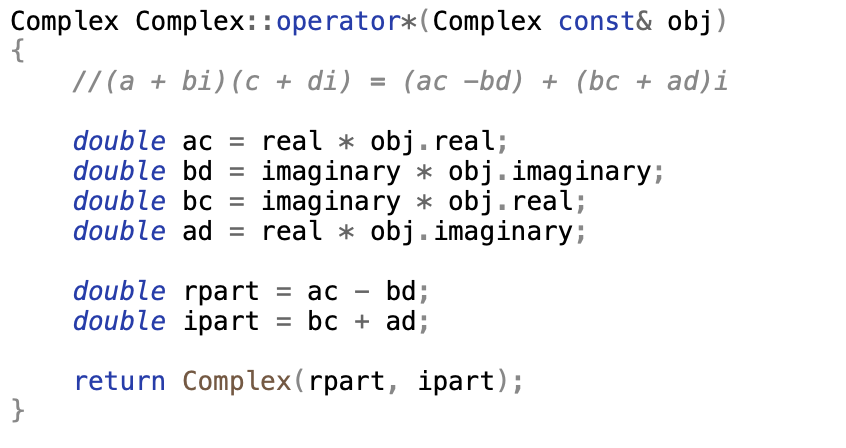 Complex Complex::operator*(Complex const& obj)
{
    //(a + bi)(c + di) = (ac -bd) + (bc + ad)i

    double ac = real * obj.real;
    double bd = imaginary * obj.imaginary;
    double bc = imaginary * obj.real;
    double ad = real * obj.imaginary;

    double rpart = ac - bd;
    double ipart = bc + ad;

    return Complex(rpart, ipart);
}